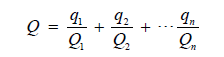 Q = q₁/Q₁ + q₂/Q₂ + ⋯ qₙ/Qₙ